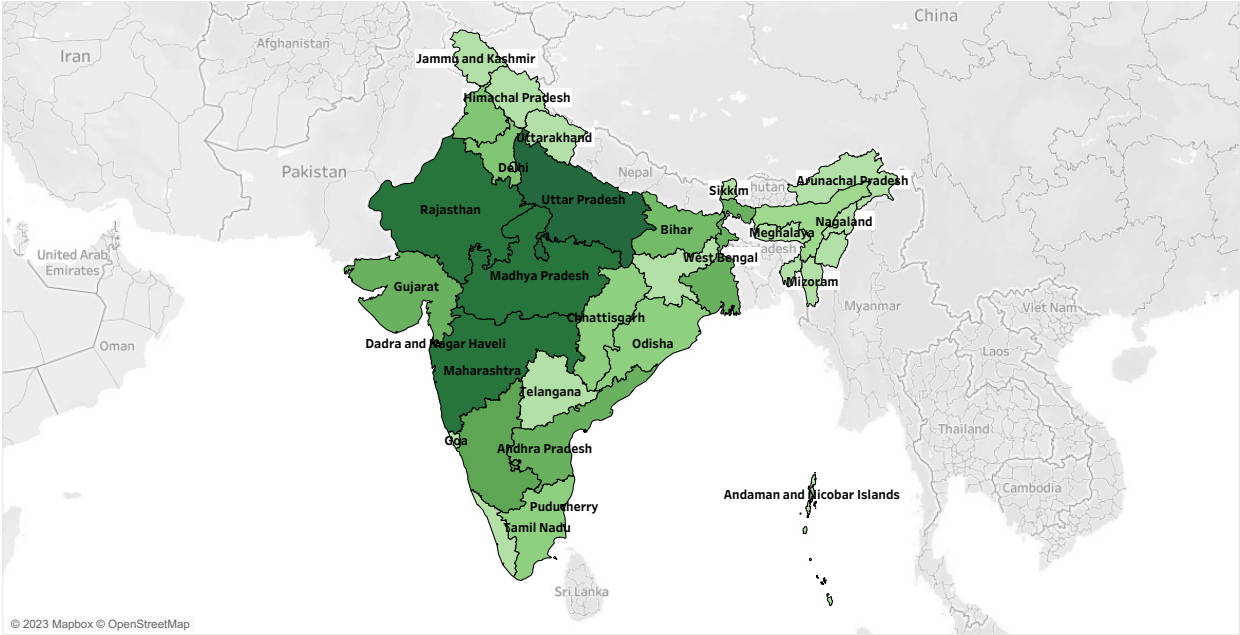 China
Afghanistan
Iran
Jammu and Kashmir
Himachal Pradesh
Uttarakhand
Delhi
Pakistan
Nepal
Sikkim
hutan
Arunachal Pradesh
Uttar Pradesh
Rajasthan
Bihar
Nagaland
Meghalaya
adesh
West Bengal
United Arab
Emirates
Madhya Pradesh
Gujarat
Mizoram
Myanmar
Viet Nam
Chhattisgarh
Oman
Dadra and Nagar Haveli
Odisha
Laos
Maharashtra
Telangana
Thailand
Goa
Andhra Pradesh
Cambodia
Andaman and Nicobar Islands
Puducherry
Tamil Nadu
Sri Lanka
© 2023 Mapbox © OpenStreetMap